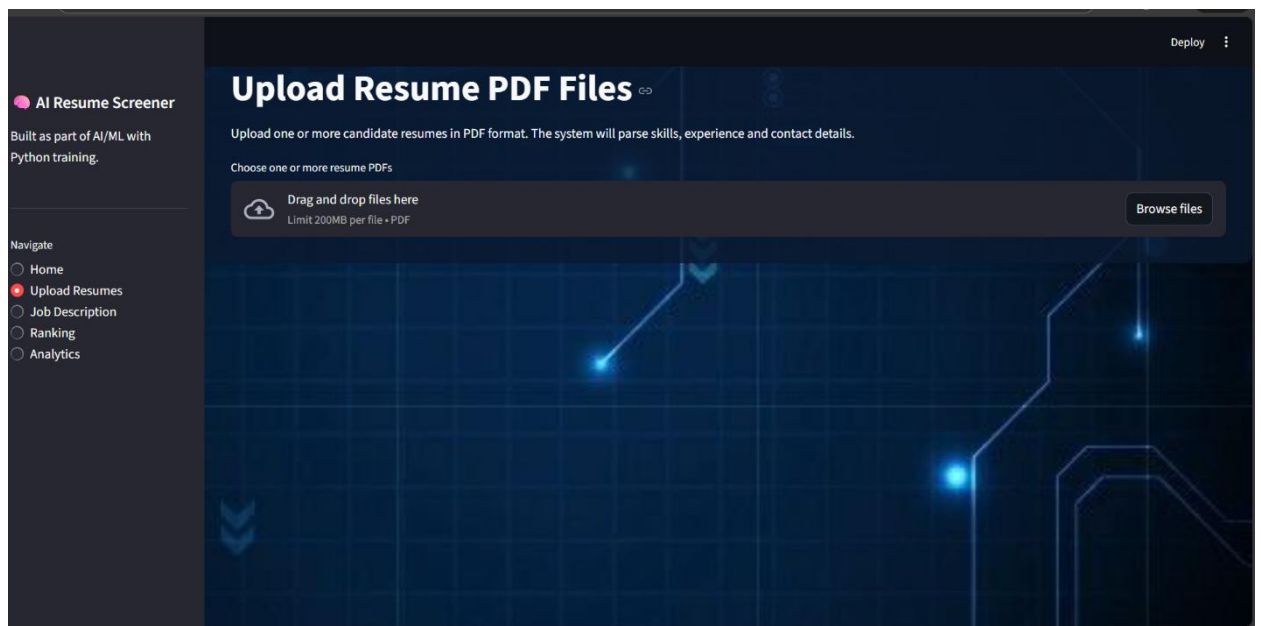 Deploy
AI Resume Screener
Built as part of AI/ML with
Python training.
Navigate
Home
Upload Resumes
Job Description
Ranking
Analytics
Upload Resume PDF Files
Upload one or more candidate resumes in PDF format. The system will parse skills, experience and contact details.
Choose one or more resume PDFs
Drag and drop files here
Limit 200MB per file • PDF
Browse files